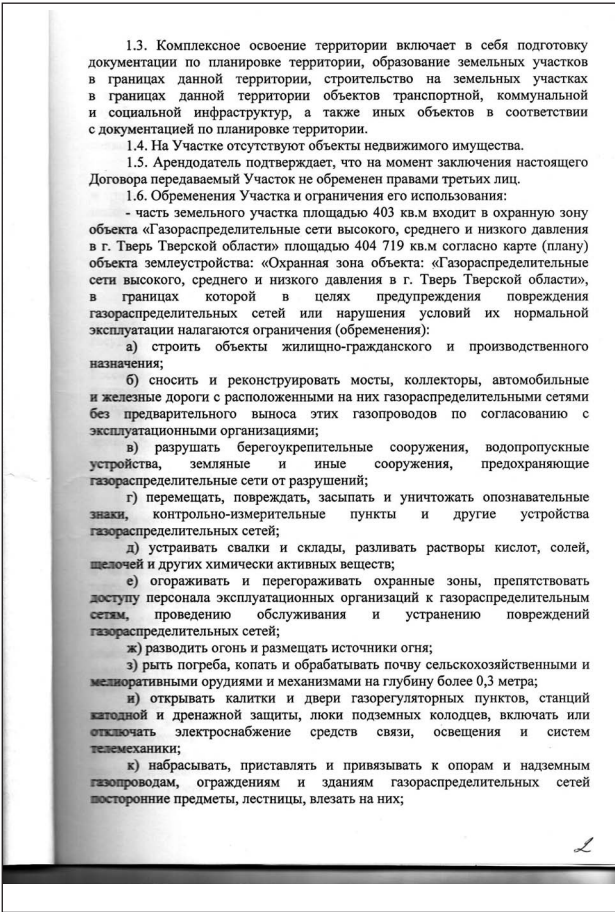 1.3. Комплексное освоение территории включает в себя подготовку
документации по планировке территории, образование земельных участков
в границах данной территории, строительство на земельных участках
в границах данной территории объектов транспортной, коммунальной
и социальной инфраструктур, а также иных объектов в соответствии
с документацией по планировке территории.
1.4. На Участке отсутствуют объекты недвижимого имущества.
1.5. Арендодатель подтверждает, что на момент заключения настоящего
Договора передаваемый Участок не обременен правами третьих лиц.
1.6. Обременения Участка и ограничения его использования:
- часть земельного участка площадью 403 кв.м входит в охранную зону
объекта «Газораспределительные сети высокого, среднего и низкого давления
в г. Тверь Тверской области» площадью 404 719 кв.м согласно карте (плану)
объекта землеустройства: «Охранная зона объекта: «Газораспределительные
сети высокого, среднего и низкого давления в г. Тверь Тверской области»,
в границах которой в целях предупреждения повреждения
газораспределительных сетей или нарушения условий их нормальной
эксплуатации налагаются ограничения (обременения):
а) строить объекты жилищно-гражданского и производственного
назначения;
б) сносить и реконструировать мосты, коллекторы, автомобильные
и железные дороги с расположенными на них газораспределительными сетями
без предварительного выноса этих газопроводов по согласованию с
эксплуатационными организациями;
в) разрушать берегоукрепительные сооружения, водопропускные
устройства, земляные и иные сооружения, предохраняющие
газораспределительные сети от разрушений;
г) перемещать, повреждать, засыпать и уничтожать опознавательные
знаки, контрольно-измерительные пункты и другие устройства
газораспределительных сетей;
д) устраивать свалки и склады, разливать растворы кислот, солей,
щелочей и других химически активных веществ;
е) огораживать и перегораживать охранные зоны, препятствовать
доступу персонала эксплуатационных организаций к газораспределительным
сетям, проведению обслуживания и устранению повреждений
газораспределительных сетей;
ж) разводить огонь и размещать источники огня;
з) рыть погреба, копать и обрабатывать почву сельскохозяйственными и
мелиоративными орудиями и механизмами на глубину более 0,3 метра;
и) открывать калитки и двери газорегуляторных пунктов, станций
катодной и дренажной защиты, люки подземных колодцев, включать или
отключать электроснабжение средств связи, освещения и систем
телемеханики;
к) набрасывать, приставлять и привязывать к опорам и надземным
газопроводам, ограждениям и зданиям газораспределительных сетей
посторонние предметы, лестницы, влезать на них;
2